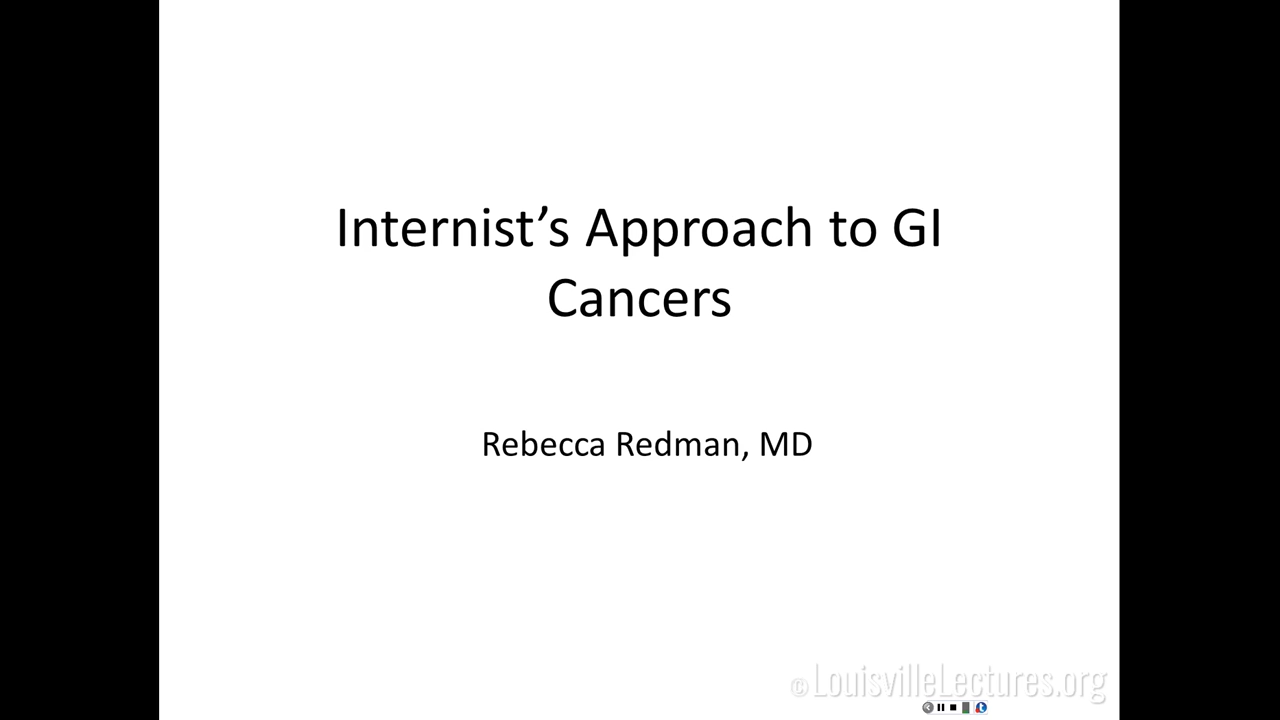 Internist’s Approach to GI
Cancers
Rebecca Redman, MD
©LouisvilleLectures.org